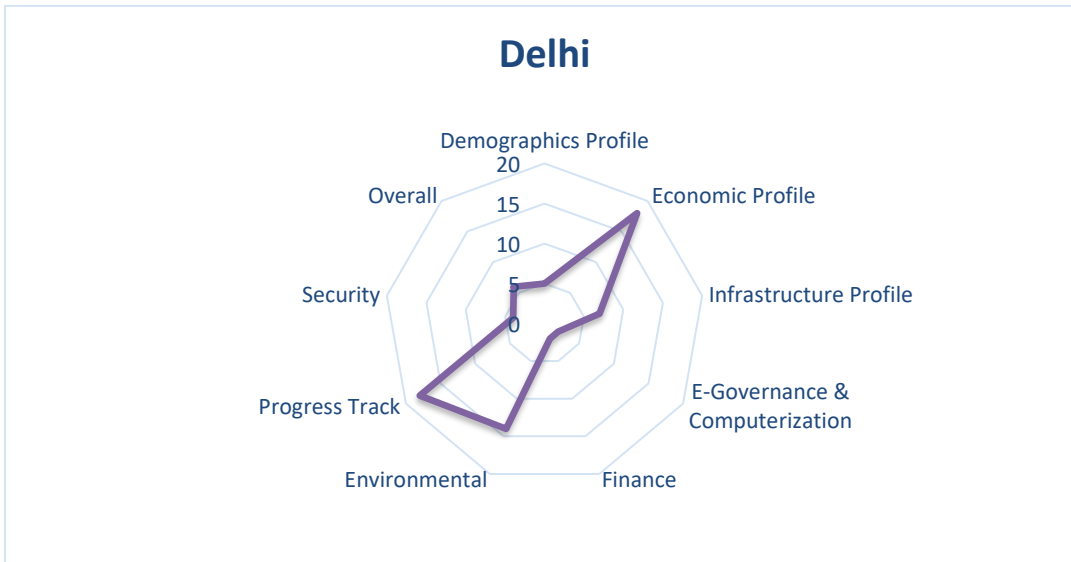 Delhi
Demographics Profile
20
Overall
Economic Profile
15
10
5
Security
Infrastructure Profile
0
E-Governance &
Computerization
Progress Track
Environmental
Finance